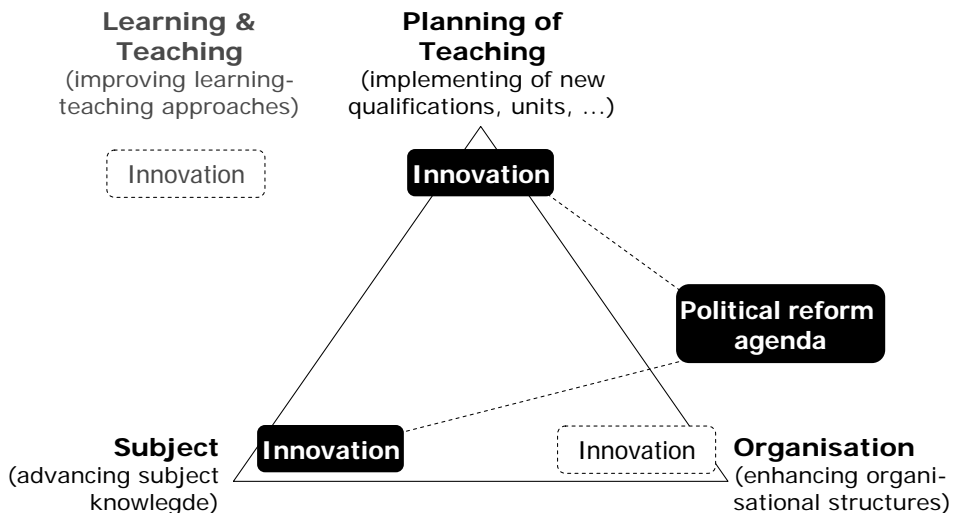 Learning &
Teaching
(improving learning-
teaching approaches)
Innovation
Planning of
Teaching
(implementing of new
qualifications, units, ...)
Innovation
Political reform
agenda
Subject
(advancing subject
knowlegde)
Innovation
Innovation
Organisation
(enhancing organi-
sational structures)